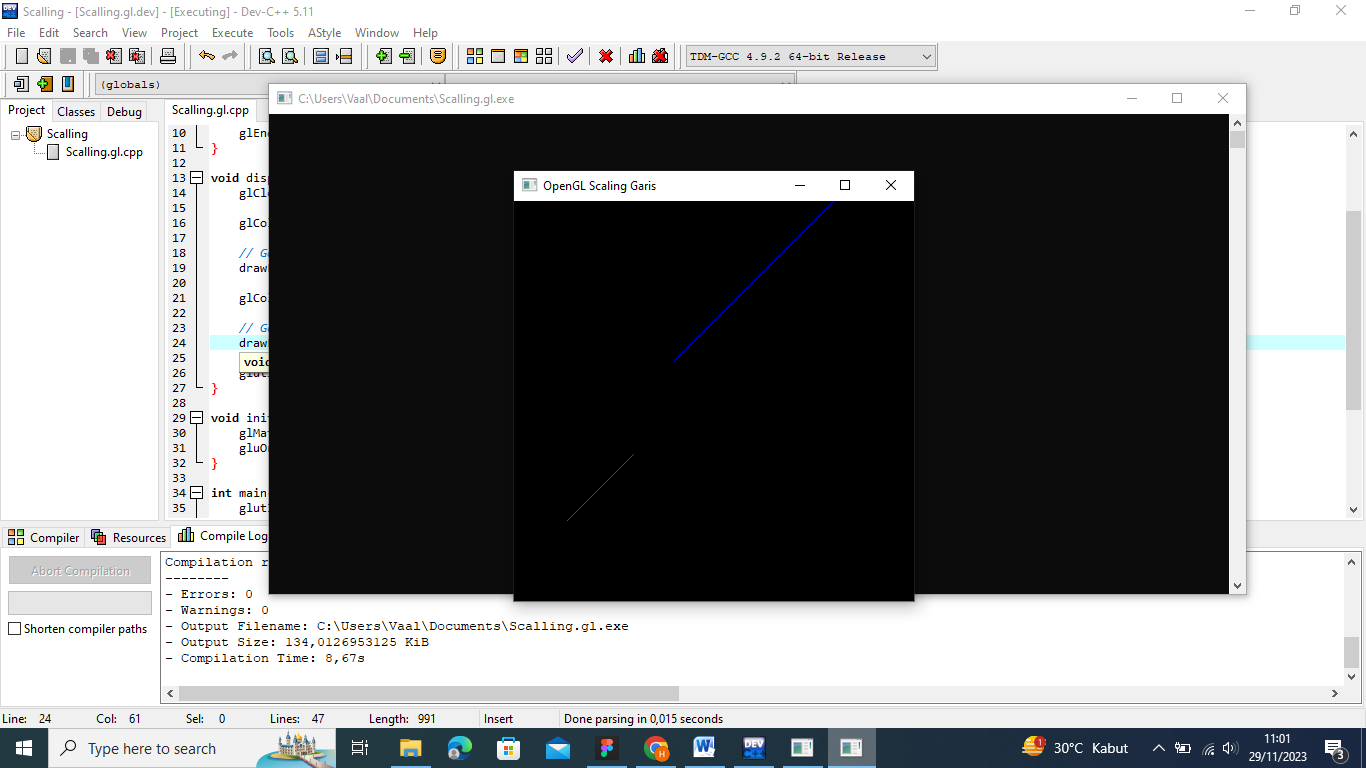 Scalling - [Scalling.gl.dev] - [Executing] - Dev-C++ 5.11
File Edit Search View Project Execute Tools AStyle Window Help
TDM-GCC 4.9.2 64-bit Release
(globals)
C:\Users\Vaal\Documents\Scalling.gl.exe
Project Classes Debug
Scalling.gl.cpp
Scalling
Scalling.gl.cpp
OpenGL Scaling Garis
10 glEn
11 }
12
13 void dis
14 glCl
15
16 glCo
17
18 // G
19 draw
20
21 glCo
22
23 // G
24 draw
25 void
26 glut
27 }
28
29 void ini
30 glMa
31 gluO
32 }
33
34 int main
35 glut
Compiler Resources Compile Log
Abort Compilation
Shorten compiler paths
Compilation r
--------
- Errors: 0
- Warnings: 0
- Output Filename: C:\Users\Vaal\Documents\Scalling.gl.exe
- Output Size: 134,0126953125 KiB
- Compilation Time: 8,67s
Line: 24 Col: 61 Sel: 0 Lines: 47 Length: 991 Insert Done parsing in 0,015 seconds
Type here to search
DEV
1
30°C Kabut
11:01
29/11/2023
3